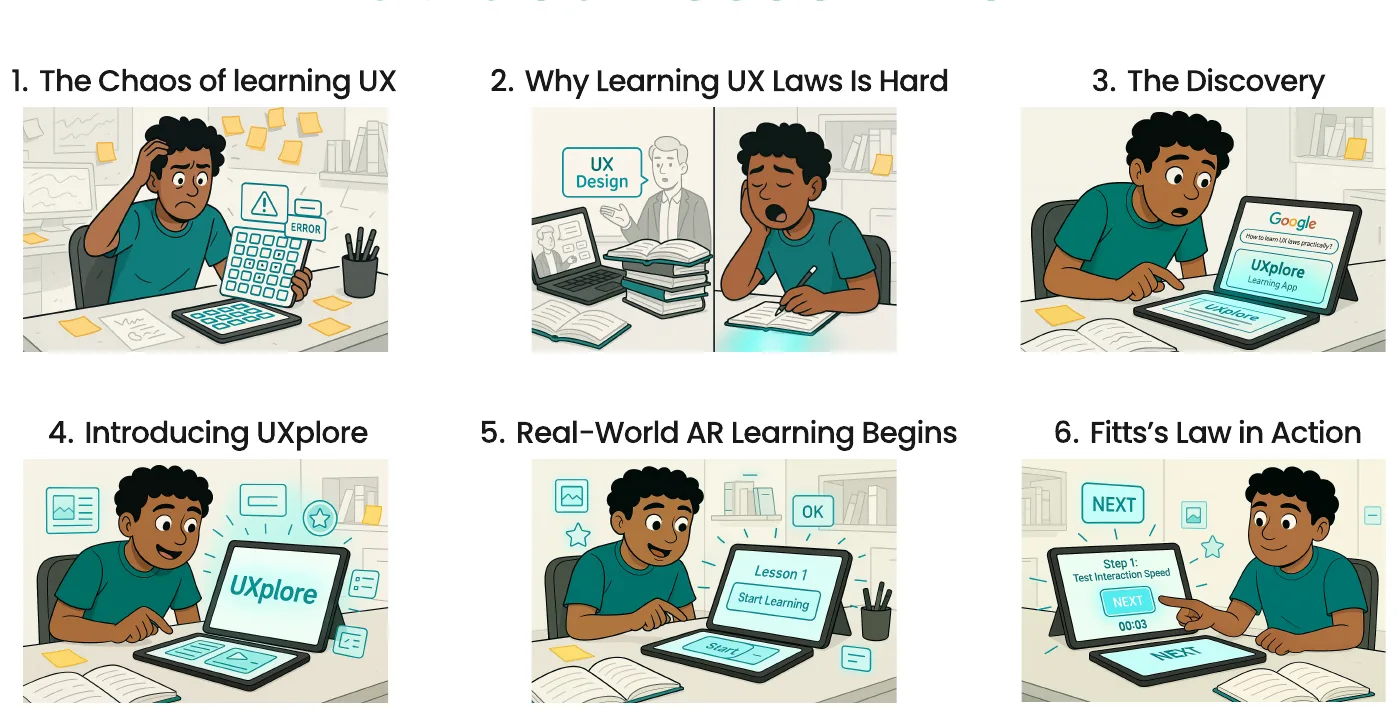 1. The Chaos of learning UX
ERROR
2. Why Learning UX Laws Is Hard
UX
Design
3. The Discovery
Google
How to learn UX laws practically?
UXplore
Learning App
UXplore
4. Introducing UXplore
UXplore
5. Real-World AR Learning Begins
OK
Lesson 1
Start Learning
Start
6. Fitts's Law in Action
NEXT
Step 1:
Test Interaction Speed
NEXT
00:03
NEXT